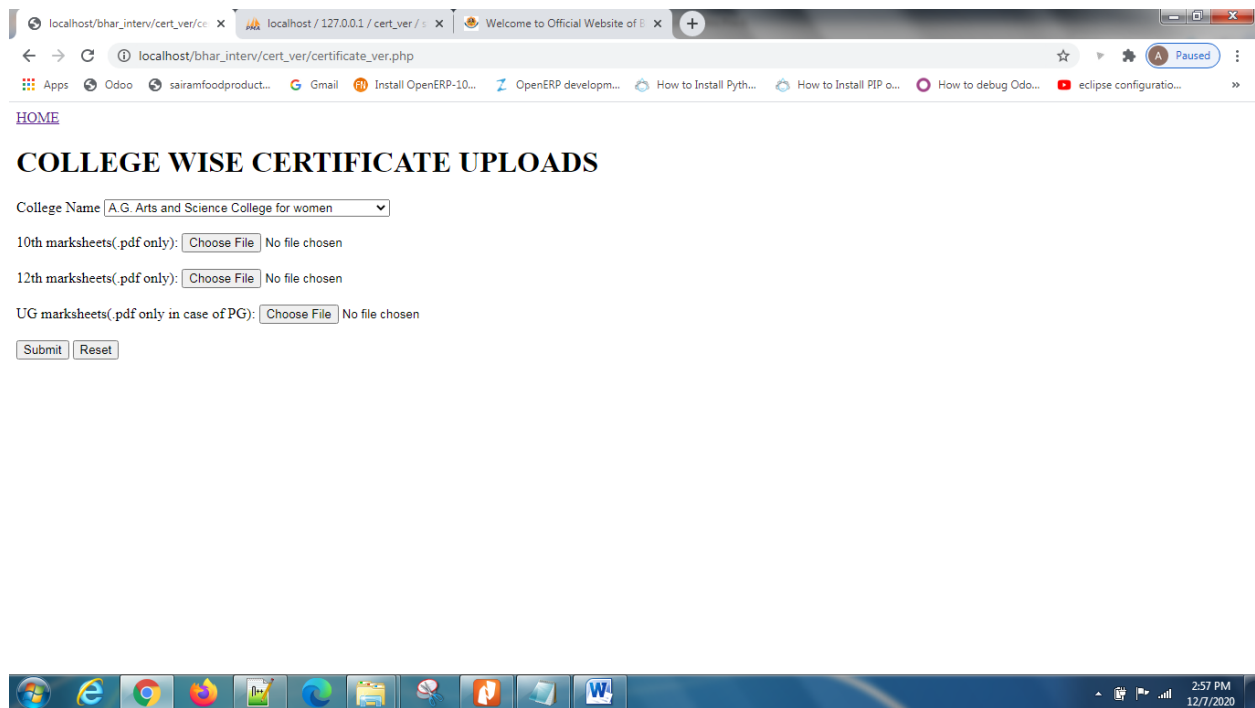 localhost/bhar_interv/cert_ver/ce
localhost / 127.0.0.1 / cert_ver / s
Welcome to Official Website of B
localhost/bhar_interv/cert_ver/certificate_ver.php
A Paused
Apps Odoo sairamfoodproduct... Gmail Install OpenERP-10... OpenERP developm... How to Install Pyth... How to Install PIP o... How to debug Odo... eclipse configuratio... »
HOME
COLLEGE WISE CERTIFICATE UPLOADS
College Name A.G. Arts and Science College for women
10th marksheets(.pdf only): Choose File No file chosen
12th marksheets(.pdf only): Choose File No file chosen
UG marksheets(.pdf only in case of PG): Choose File No file chosen
Submit Reset
2:57 PM
12/7/2020